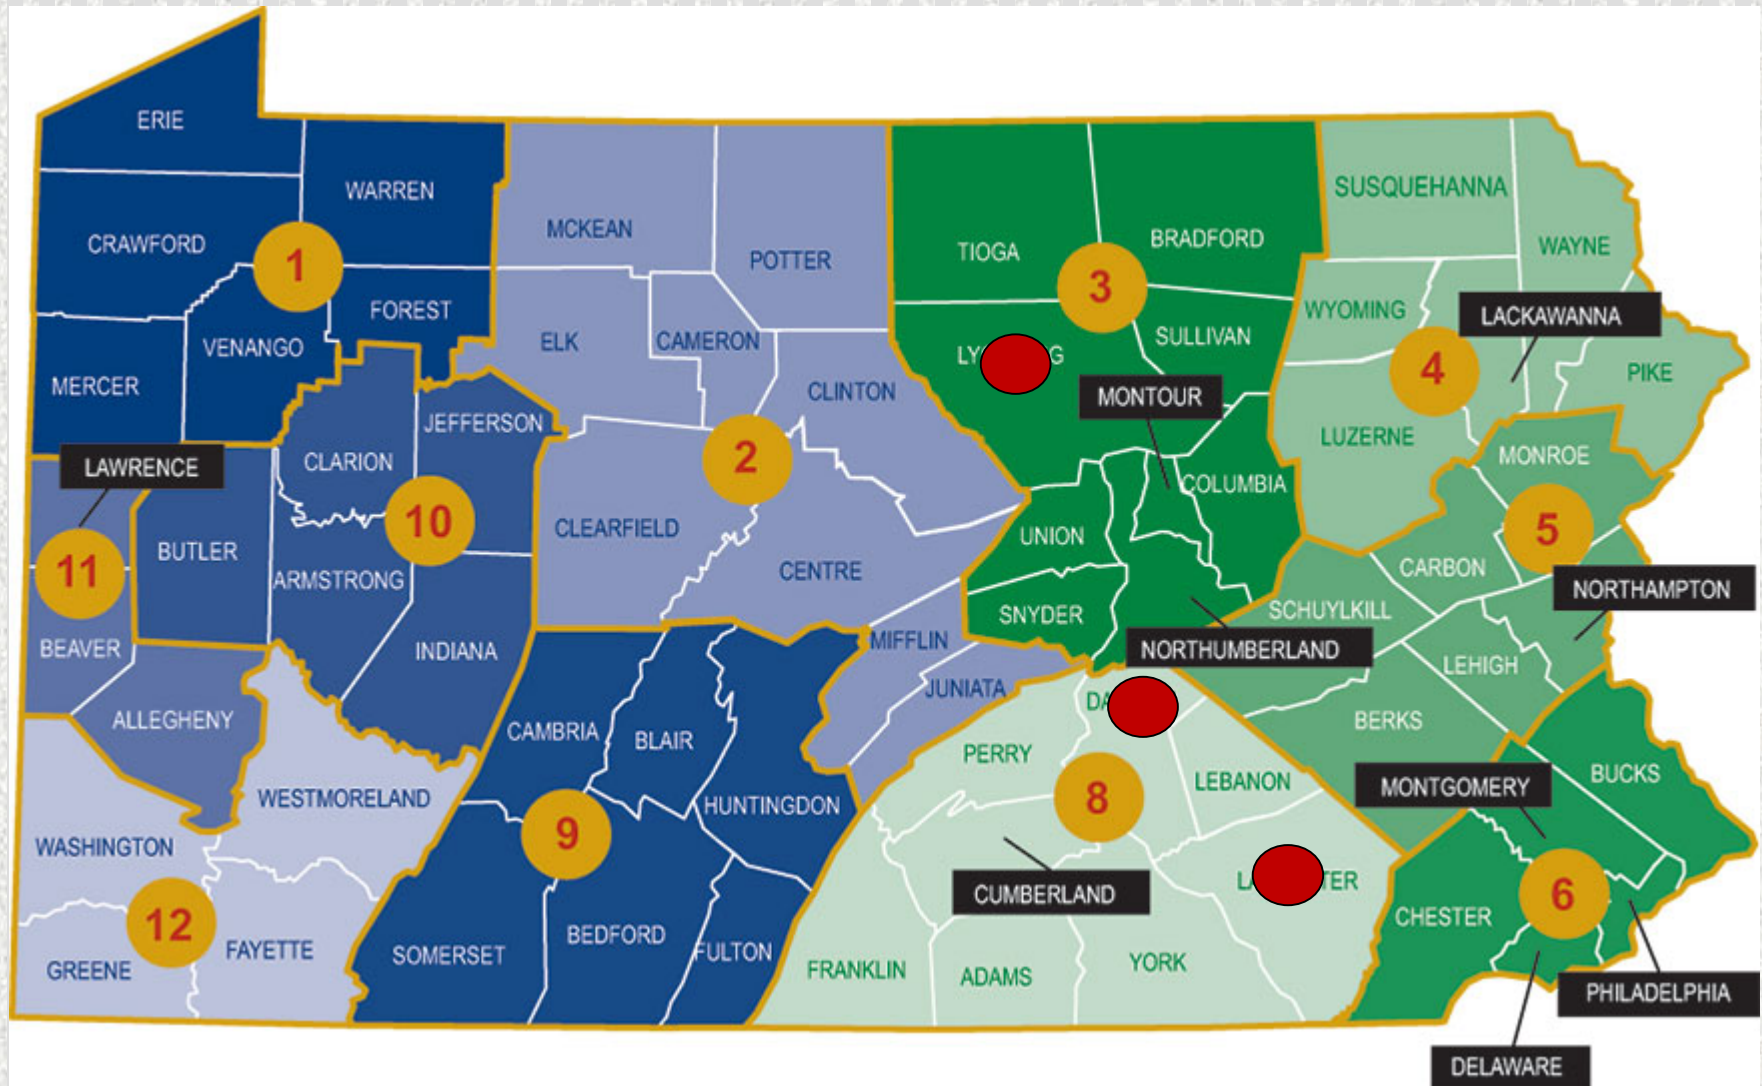 ERIE
WARREN
CRAWFORD
1
FOREST
VENANGO
MERCER
MCKEAN
POTTER
ELK
CAMERON
CLINTON
2
CLEARFIELD
CENTRE
MIFFLIN
JUNIATA
TIOGA
BRADFORD
3
SULLIVAN
MONTOUR
COLUMBIA
UNION
SNYDER
NORTHUMBERLAND
SUSQUEHANNA
WAYNE
WYOMING
LACKAWANNA
4
PIKE
LUZERNE
MONROE
5
CARBON
NORTHAMPTON
SCHUYLKILL
LEHIGH
BERKS
LAWRENCE
11
BEAVER
ALLEGHENY
JEFFERSON
CLARION
10
BUTLER
ARMSTRONG
INDIANA
WESTMORELAND
WASHINGTON
12
GREENE
FAYETTE
CAMBRIA
BLAIR
HUNTINGDON
9
SOMERSET
BEDFORD
FULTON
PERRY
8
LEBANON
CUMBERLAND
FRANKLIN
ADAMS
YORK
BUCKS
MONTGOMERY
6
CHESTER
PHILADELPHIA
DELAWARE